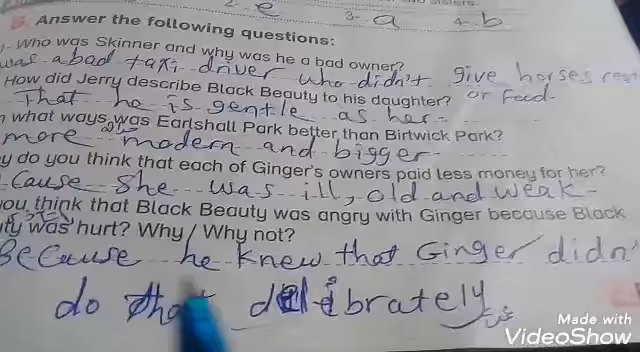 2- e 3- a 4- b
5. Answer the following questions:
1- Who was Skinner and why was he a bad owner?
was a bad taxi driver who didn't give horses rest
or food.
How did Jerry describe Black Beauty to his daughter?
That he is gentle as her.
n what ways was Earlshall Park better than Birtwick Park?
more modern and bigger
y do you think that each of Ginger's owners paid less money for her?
Cause she was ill, old and weak
you think that Black Beauty was angry with Ginger because Black
uty was hurt? Why / Why not?
Because he knew that Ginger didn'
do that delibrately
Made with
VideoShow